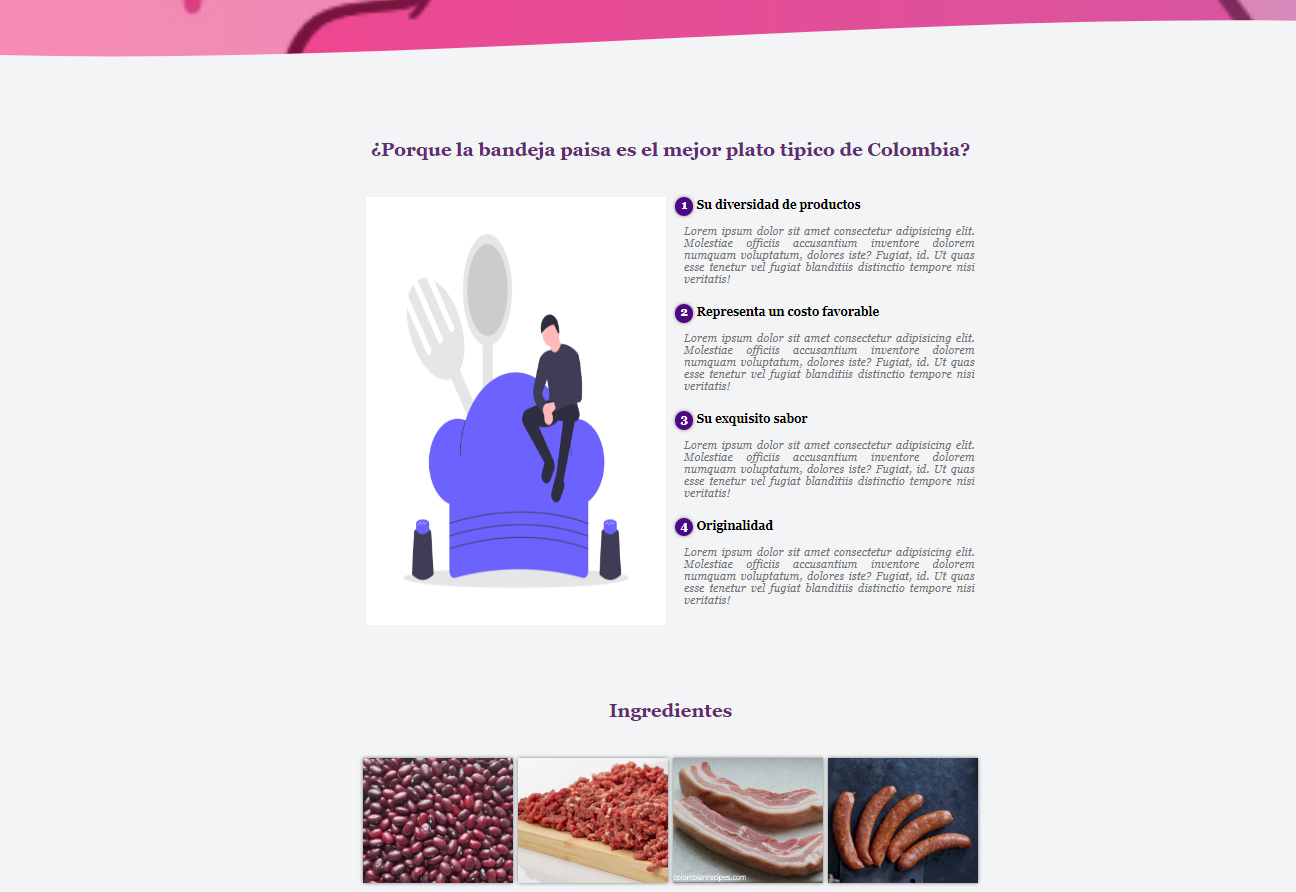 ¿Porque la bandeja paisa es el mejor plato tipico de Colombia?
1 Su diversidad de productos
Lorem ipsum dolor sit amet consectetur adipisicing elit.
Molestiae officiis accusantium inventore dolorem
numquam voluptatum, dolores iste? Fugiat, id. Ut quas
esse tenetur vel fugiat blanditiis distinctio tempore nisi
veritatis!
2 Representa un costo favorable
Lorem ipsum dolor sit amet consectetur adipisicing elit.
Molestiae officiis accusantium inventore dolorem
numquam voluptatum, dolores iste? Fugiat, id. Ut quas
esse tenetur vel fugiat blanditiis distinctio tempore nisi
veritatis!
3 Su exquisito sabor
Lorem ipsum dolor sit amet consectetur adipisicing elit.
Molestiae officiis accusantium inventore dolorem
numquam voluptatum, dolores iste? Fugiat, id. Ut quas
esse tenetur vel fugiat blanditiis distinctio tempore nisi
veritatis!
4 Originalidad
Lorem ipsum dolor sit amet consectetur adipisicing elit.
Molestiae officiis accusantium inventore dolorem
numquam voluptatum, dolores iste? Fugiat, id. Ut quas
esse tenetur vel fugiat blanditiis distinctio tempore nisi
veritatis!
Ingredientes
colombianrecipes.com